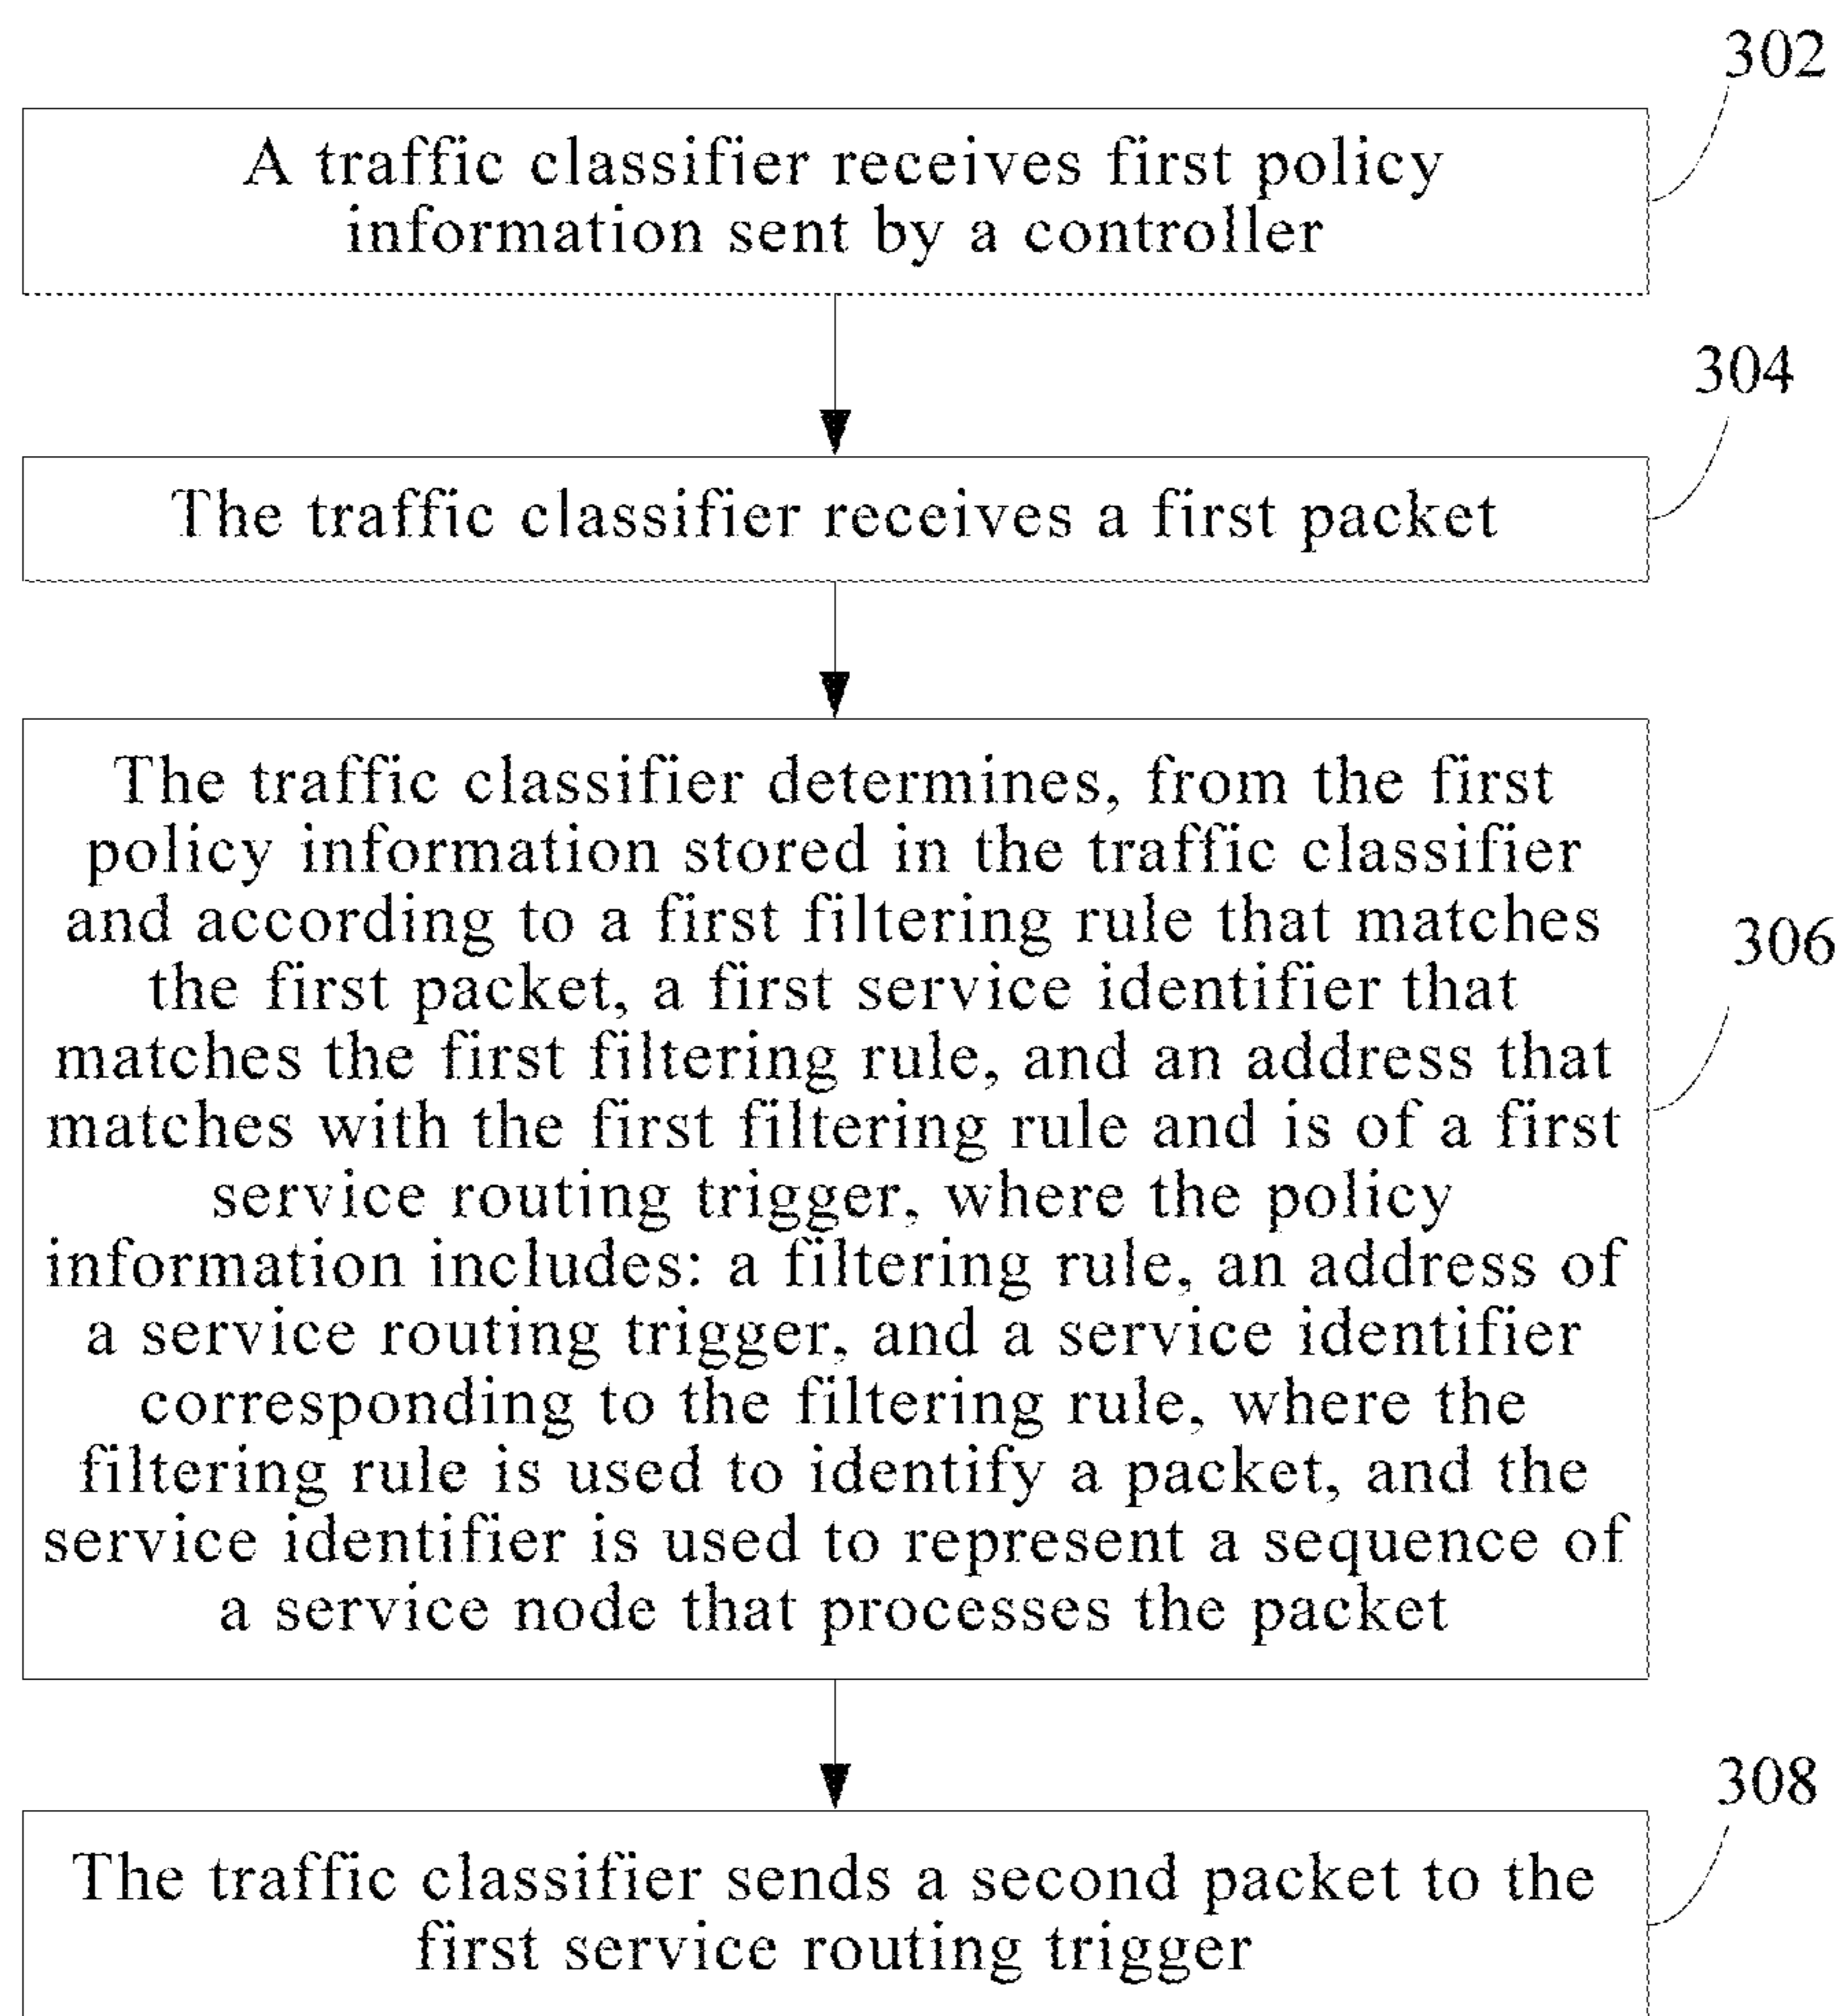 302
A traffic classifier receives first policy
information sent by a controller
304
The traffic classifier receives a first packet
The traffic classifier determines, from the first
policy information stored in the traffic classifier
and according to a first filtering rule that matches
the first packet, a first service identifier that
matches the first filtering rule, and an address that
matches with the first filtering rule and is of a first
service routing trigger, where the policy
information includes: a filtering rule, an address of
a service routing trigger, and a service identifier
corresponding to the filtering rule, where the
filtering rule is used to identify a packet, and the
service identifier is used to represent a sequence of
a service node that processes the packet
306
308
The traffic classifier sends a second packet to the
first service routing trigger